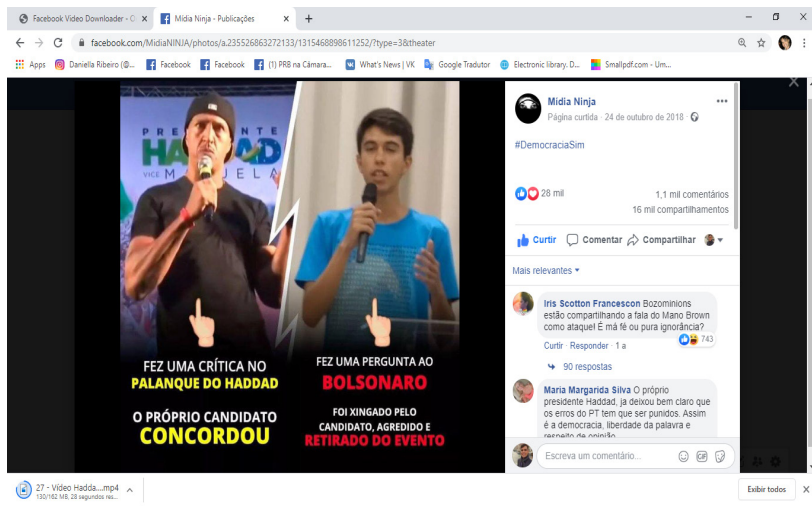 Facebook Video Downloader - O
Mídia Ninja - Publicações
facebook.com/MidiaNINJA/photos/a.235526863272133/1315468898611252/?type=3&theater
Apps
Daniella Ribeiro (@...
Facebook
Facebook
(1) PRB na Câmara...
What's News | VK
Google Tradutor
Electronic library. D...
Smallpdf.com - Um...
VICE
FEZ UMA CRÍTICA NO
PALANQUE DO HADDAD
O PRÓPRIO CANDIDATO
CONCORDOU
FEZ UMA PERGUNTA AO
BOLSONARO
FOI XINGADO PELO
CANDIDATO, AGREDIDO E
RETIRADO DO EVENTO
Mídia Ninja
Página curtida · 24 de outubro de 2018 ·
#DemocraciaSim
28 mil
1,1 mil comentários
16 mil compartilhamentos
Curtir
Comentar
Compartilhar
Mais relevantes
Iris Scotton Francescon Bozominions
estão compartilhando a fala do Mano Brown
como ataque! É má fé ou pura ignorância?
743
Curtir · Responder · 1 a
90 respostas
Maria Margarida Silva O próprio
presidente Haddad, ja deixou bem claro que
os erros do PT tem que ser punidos. Assim
é a democracia, liberdade da palavra e
respeito de opinião
Escreva um comentário...
GIF
27 - Vídeo Hadda....mp4
130/162 MB, 28 segundos res...
Exibir todos